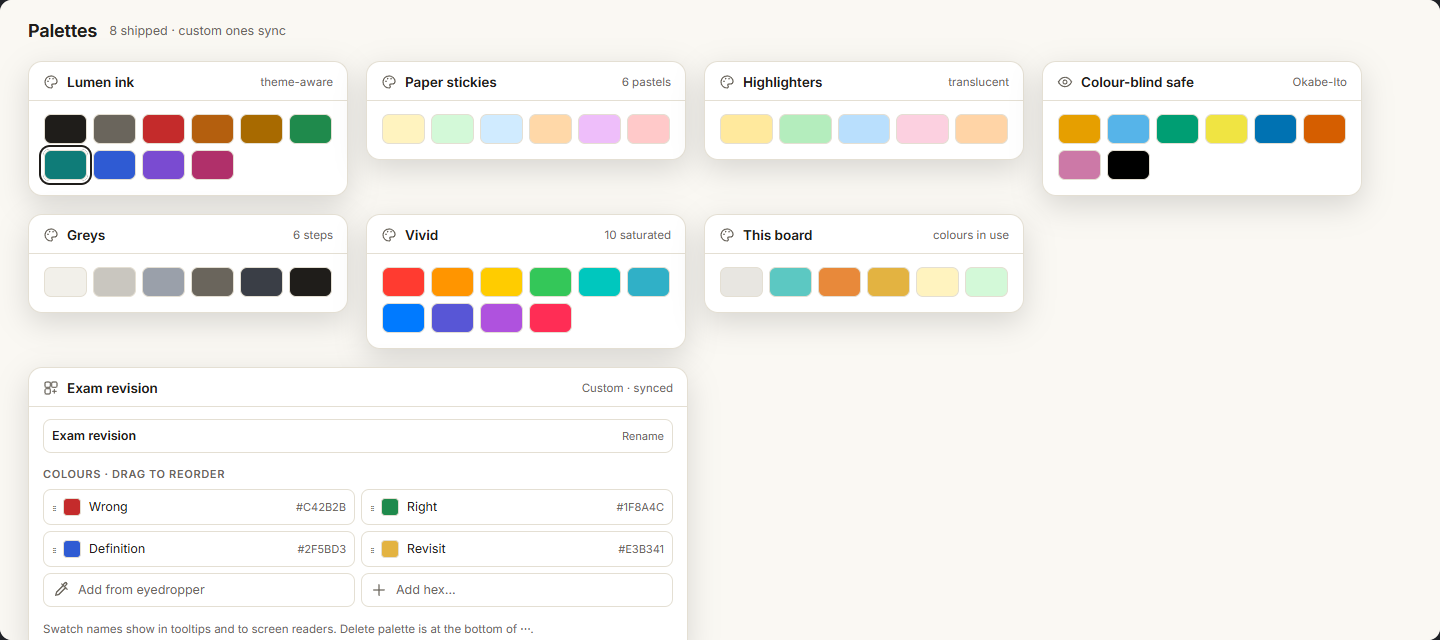 Palettes 8 shipped · custom ones sync
Lumen ink theme-aware
Paper stickies 6 pastels
Highlighters translucent
Colour-blind safe Okabe-Ito
Greys 6 steps
Vivid 10 saturated
This board colours in use
Exam revision Custom · synced
Exam revision Rename
COLOURS · DRAG TO REORDER
Wrong #C42B2B
Right #1F8A4C
Definition #2F5BD3
Revisit #E3B341
Add from eyedropper
Add hex...
Swatch names show in tooltips and to screen readers. Delete palette is at the bottom of ···.